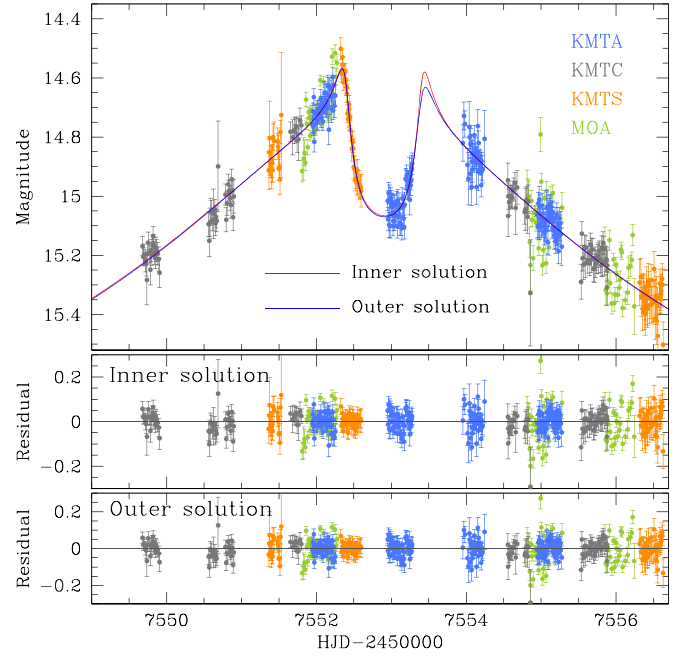 14.4
14.6
14.8
15
15.2
15.4
Magnitude
KMTA
KMTC
KMTS
MOA
Inner solution
Outer solution
0.2
0
−0.2
Residual
Inner solution
0.2
0
−0.2
Residual
Outer solution
7550
7552
7554
7556
HJD−2450000